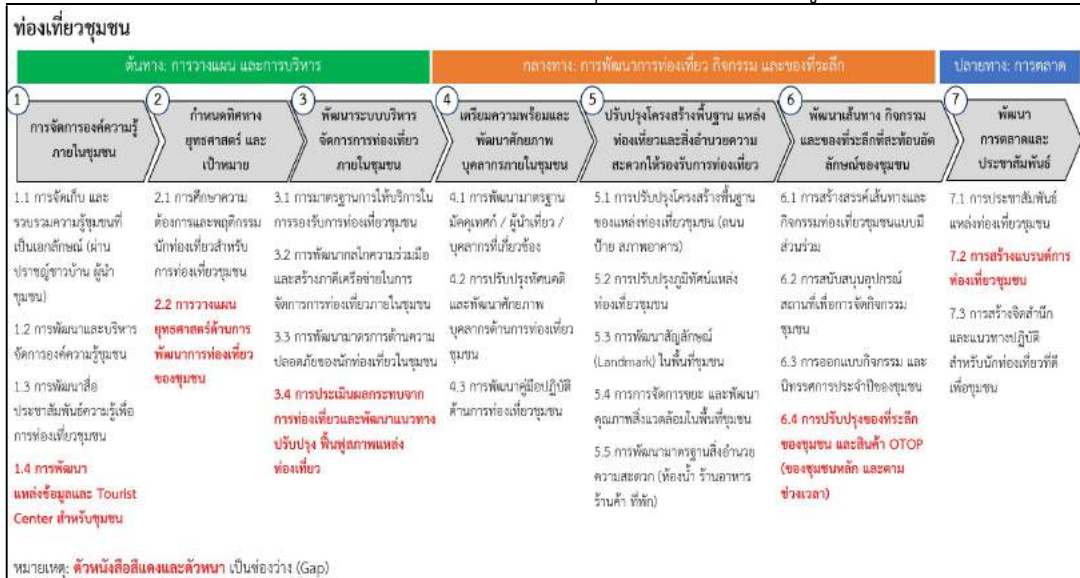 ท่องเที่ยวชุมชน
ต้นทาง: การวางแผน และการบริหาร
กลางทาง: การพัฒนาการท่องเที่ยว กิจกรรม และของที่ระลึก
ปลายทาง: การตลาด
1
การจัดการองค์ความรู้
ภายในชุมชน
2
กำหนดทิศทาง
ยุทธศาสตร์ และ
เป้าหมาย
3
พัฒนาระบบบริหาร
จัดการการท่องเที่ยว
ภายในชุมชน
4
เตรียมความพร้อมและ
พัฒนาศักยภาพ
บุคลากรภายในชุมชน
5
ปรับปรุงโครงสร้างพื้นฐาน แหล่ง
ท่องเที่ยวและสิ่งอำนวยความ
สะดวกให้รองรับการท่องเที่ยว
6
พัฒนาเส้นทาง กิจกรรม
และของที่ระลึกที่สะท้อนอัต
ลักษณ์ของชุมชน
7
พัฒนา
การตลาดและ
ประชาสัมพันธ์
1.1 การจัดเก็บ และ
รวบรวมความรู้ชุมชนที่
เป็นเอกลักษณ์ (ผ่าน
ปราชญ์ชาวบ้าน ผู้นำ
ชุมชน)
1.2 การพัฒนาและบริหาร
จัดการองค์ความรู้ชุมชน
1.3 การพัฒนาสื่อ
ประชาสัมพันธ์ความรู้เพื่อ
การท่องเที่ยวชุมชน
1.4 การพัฒนา
แหล่งข้อมูลและ Tourist
Center สำหรับชุมชน
2.1 การศึกษาความ
ต้องการและพฤติกรรม
นักท่องเที่ยวสำหรับ
การท่องเที่ยวชุมชน
2.2 การวางแผน
ยุทธศาสตร์ด้านการ
พัฒนาการท่องเที่ยว
ของชุมชน
3.1 การมาตรฐานการให้บริการใน
การรองรับการท่องเที่ยวชุมชน
3.2 การพัฒนากลไกความร่วมมือ
และสร้างภาคีเครือข่ายในการ
จัดการการท่องเที่ยวภายในชุมชน
3.3 การพัฒนามาตรการด้านความ
ปลอดภัยของนักท่องเที่ยวในชุมชน
3.4 การประเมินผลกระทบจาก
การท่องเที่ยวและพัฒนาแนวทาง
ปรับปรุง ฟื้นฟูสภาพแหล่ง
ท่องเที่ยว
4.1 การพัฒนามาตรฐาน
มัคคุเทศก์ / ผู้นำเที่ยว /
บุคลากรที่เกี่ยวข้อง
4.2 การปรับปรุงทัศนคติ
และพัฒนาศักยภาพ
บุคลากรด้านการท่องเที่ยว
ชุมชน
4.3 การพัฒนาคู่มือปฏิบัติ
ด้านการท่องเที่ยวชุมชน
5.1 การปรับปรุงโครงสร้างพื้นฐาน
ของแหล่งท่องเที่ยวชุมชน (ถนน
ป้าย สภาพอาคาร)
5.2 การปรับปรุงภูมิทัศน์แหล่ง
ท่องเที่ยวชุมชน
5.3 การพัฒนาสัญลักษณ์
(Landmark) ในพื้นที่ชุมชน
5.4 การการจัดการขยะ และพัฒนา
คุณภาพสิ่งแวดล้อมในพื้นที่ชุมชน
5.5 การพัฒนามาตรฐานสิ่งอำนวย
ความสะดวก (ห้องน้ำ ร้านอาหาร
ร้านค้า ที่พัก)
6.1 การสร้างสรรค์เส้นทางและ
กิจกรรมท่องเที่ยวชุมชนแบบมี
ส่วนร่วม
6.2 การสนับสนุนอุปกรณ์
สถานที่เพื่อการจัดกิจกรรม
ชุมชน
6.3 การออกแบบกิจกรรม และ
นิทรรศการประจำปีของชุมชน
6.4 การปรับปรุงของที่ระลึก
ของชุมชน และสินค้า OTOP
(ของชุมชนหลัก และตาม
ช่วงเวลา)
7.1 การประชาสัมพันธ์
แหล่งท่องเที่ยวชุมชน
7.2 การสร้างแบรนด์การ
ท่องเที่ยวชุมชน
7.3 การสร้างจิตสำนึก
และแนวทางปฏิบัติ
สำหรับนักท่องเที่ยวที่ดี
เพื่อชุมชน
หมายเหตุ: ตัวหนังสือสีแดงและตัวหนา เป็นช่องว่าง (Gap)